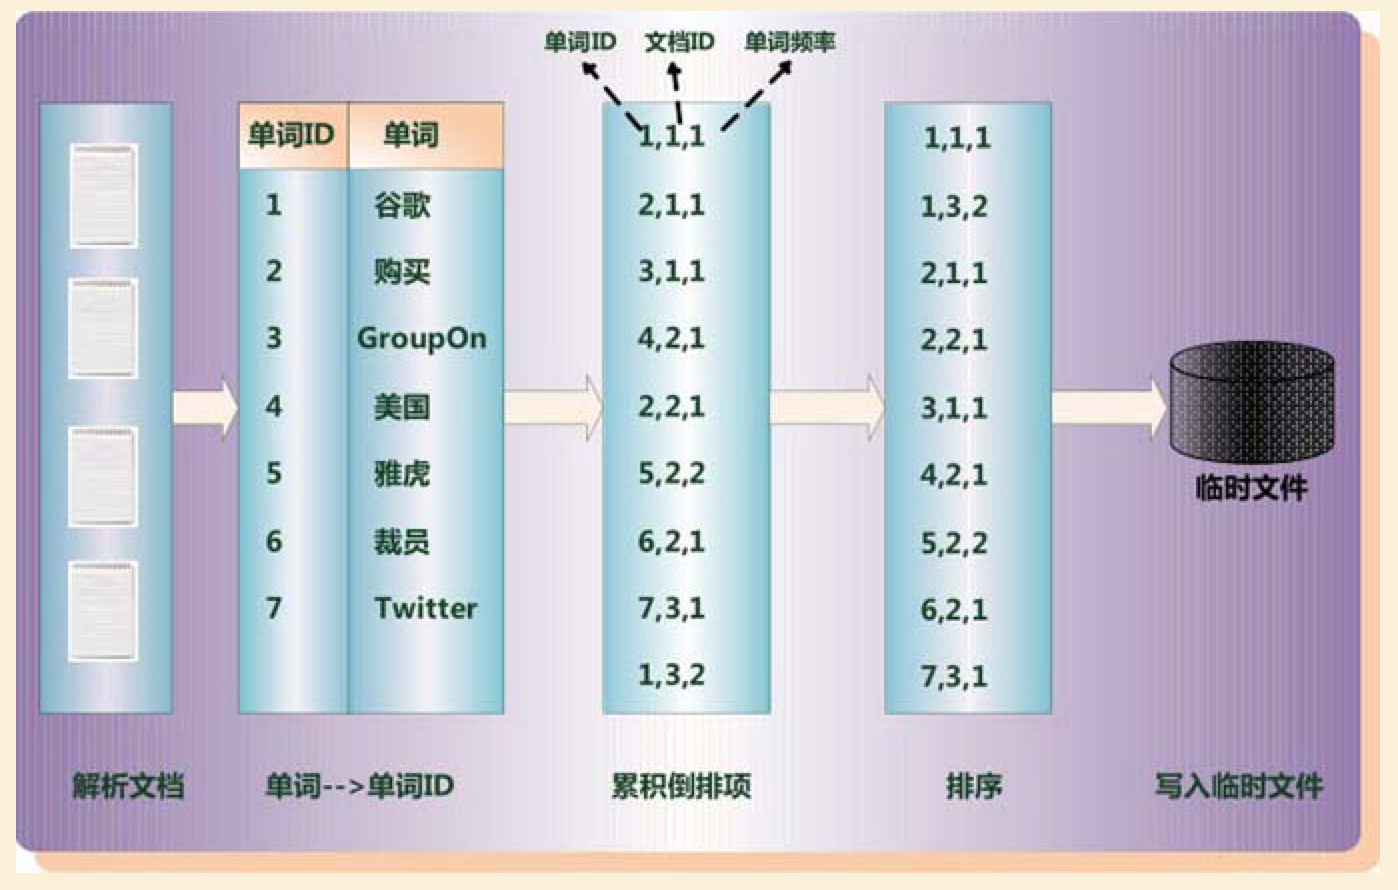 单词ID 文档ID 单词频率
单词ID 单词
1 谷歌
2 购买
3 GroupOn
4 美国
5 雅虎
6 裁员
7 Twitter
1,1,1
2,1,1
3,1,1
4,2,1
2,2,1
5,2,2
6,2,1
7,3,1
1,3,2
1,1,1
1,3,2
2,1,1
2,2,1
3,1,1
4,2,1
5,2,2
6,2,1
7,3,1
临时文件
解析文档 单词-->单词ID 累积倒排项 排序 写入临时文件